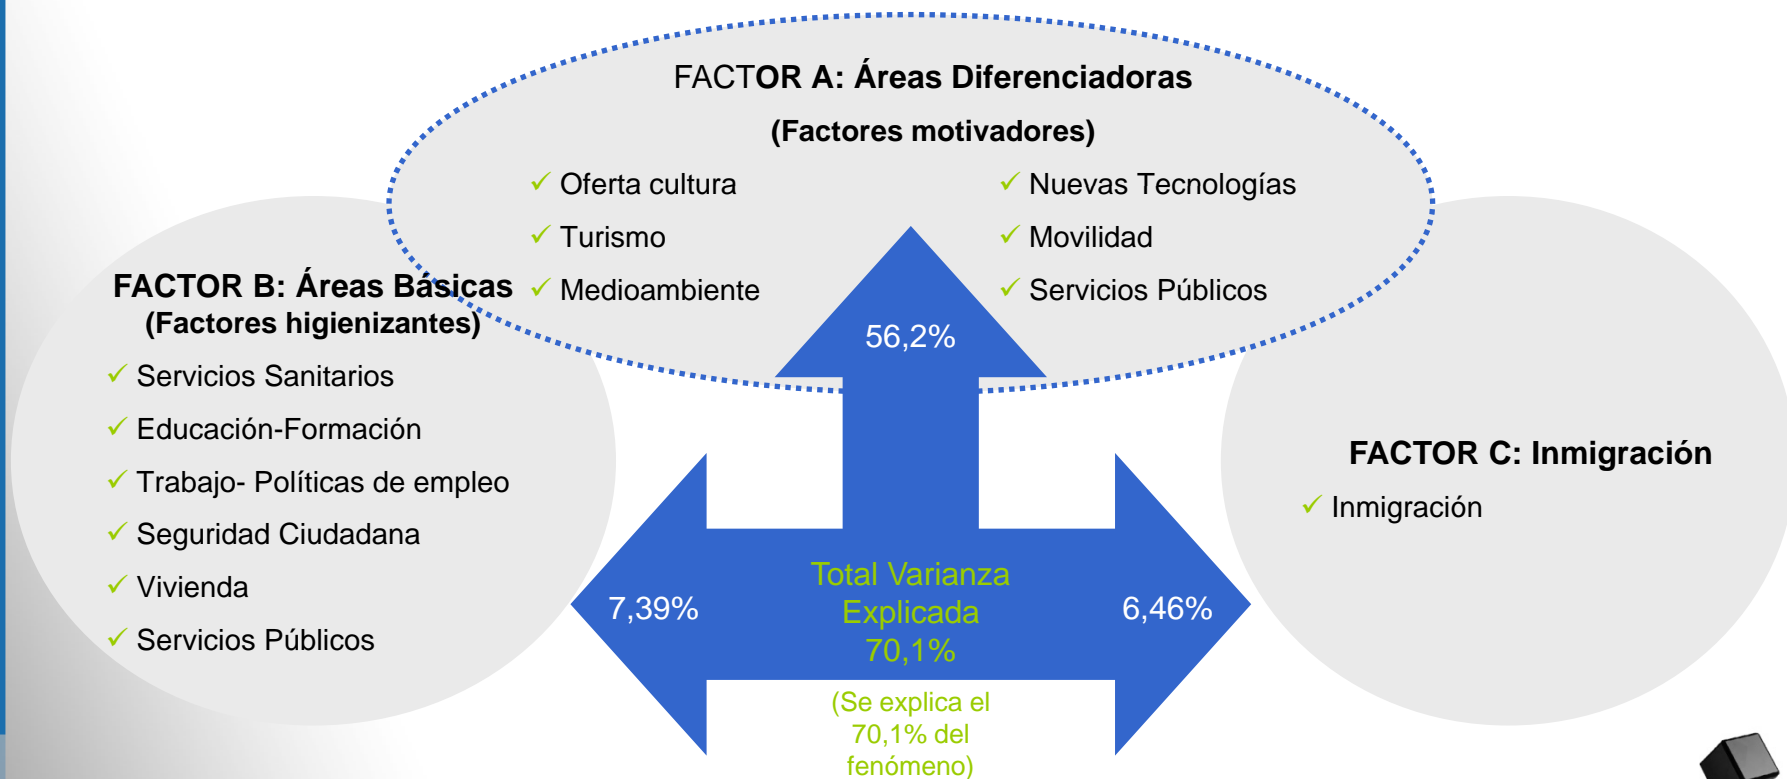 FACTOR A: Áreas Diferenciadoras
(Factores motivadores)
✓ Oferta cultura
✓ Turismo
✓ Medioambiente
✓ Nuevas Tecnologías
✓ Movilidad
✓ Servicios Públicos
FACTOR B: Áreas Básicas
(Factores higienizantes)
✓ Servicios Sanitarios
✓ Educación-Formación
✓ Trabajo- Políticas de empleo
✓ Seguridad Ciudadana
✓ Vivienda
✓ Servicios Públicos
56,2%
7,39%
Total Varianza
Explicada
70,1%
(Se explica el
70,1% del
fenómeno)
6,46%
FACTOR C: Inmigración
✓ Inmigración